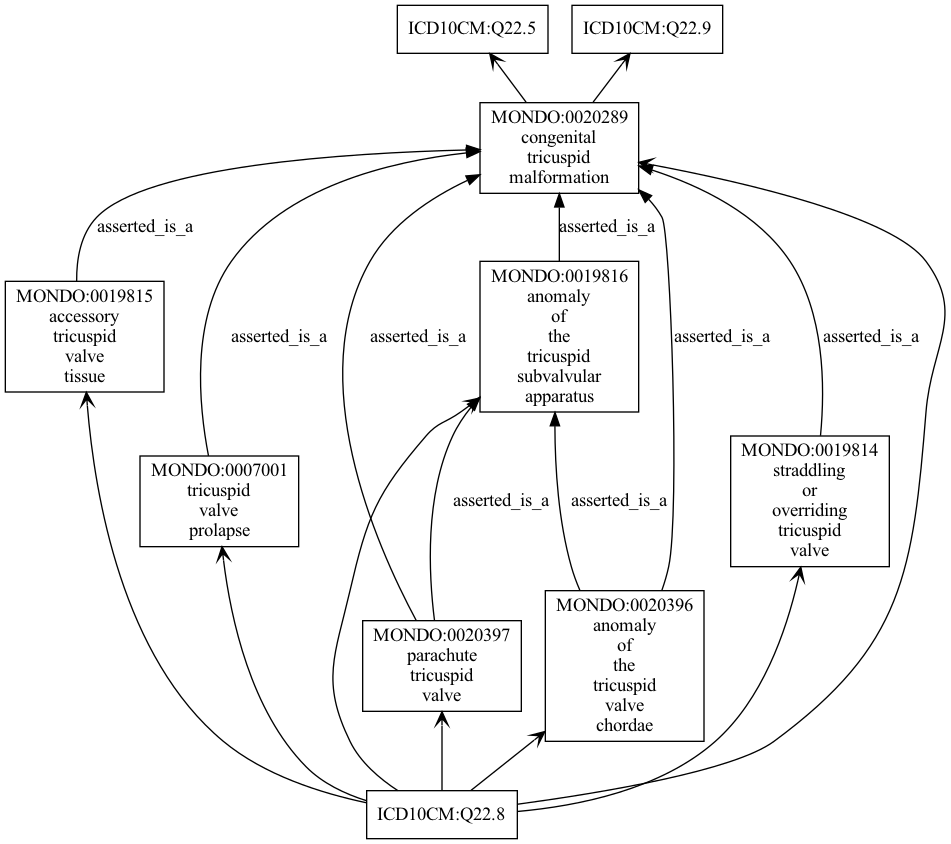 ICD10CM:Q22.5
ICD10CM:Q22.9
MONDO:0020289
congenital
tricuspid
malformation
asserted_is_a
asserted_is_a
MONDO:0019815
accessory
tricuspid
valve
tissue
asserted_is_a
asserted_is_a
MONDO:0019816
anomaly
of
the
tricuspid
subvalvular
apparatus
asserted_is_a
asserted_is_a
MONDO:0007001
tricuspid
valve
prolapse
asserted_is_a
asserted_is_a
MONDO:0019814
straddling
or
overriding
tricuspid
valve
MONDO:0020397
parachute
tricuspid
valve
MONDO:0020396
anomaly
of
the
tricuspid
valve
chordae
ICD10CM:Q22.8